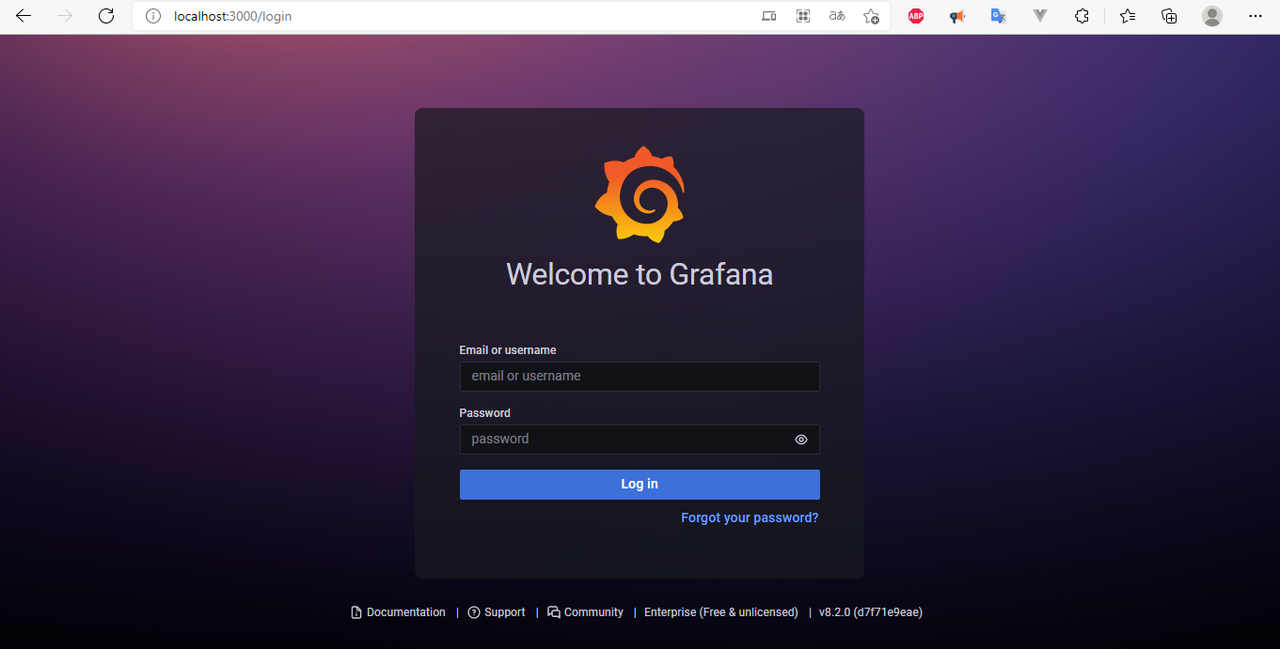 localhost:3000/login
aあ
ABP
G
Welcome to Grafana
Email or username
email or username
Password
password
Log in
Forgot your password?
Documentation | Support | Community | Enterprise (Free & unlicensed) | v8.2.0 (d7f71e9eae)